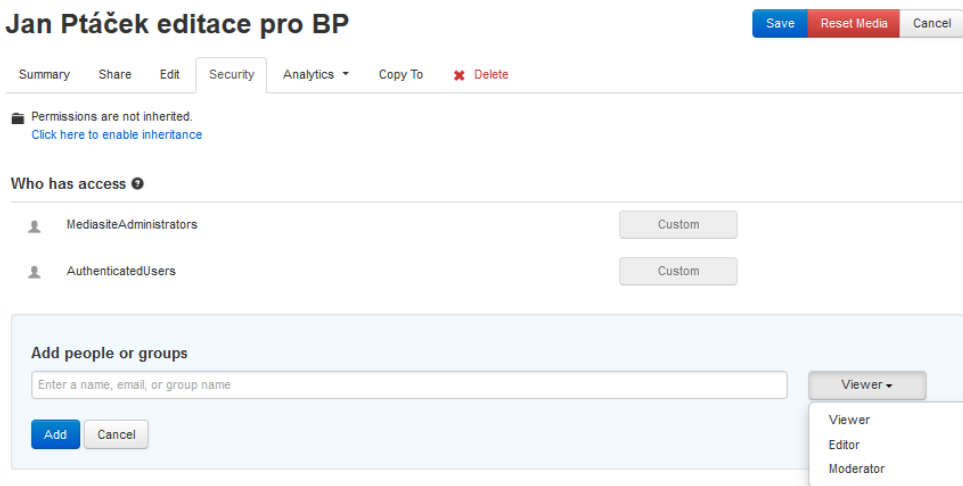 Jan Ptáček editace pro BP
Save Reset Media Cancel
Summary Share Edit Security Analytics Copy To Delete
Permissions are not inherited.
Click here to enable inheritance
Who has access
MediasiteAdministrators Custom
AuthenticatedUsers Custom
Add people or groups
Enter a name, email, or group name Viewer
Add Cancel
Viewer
Editor
Moderator